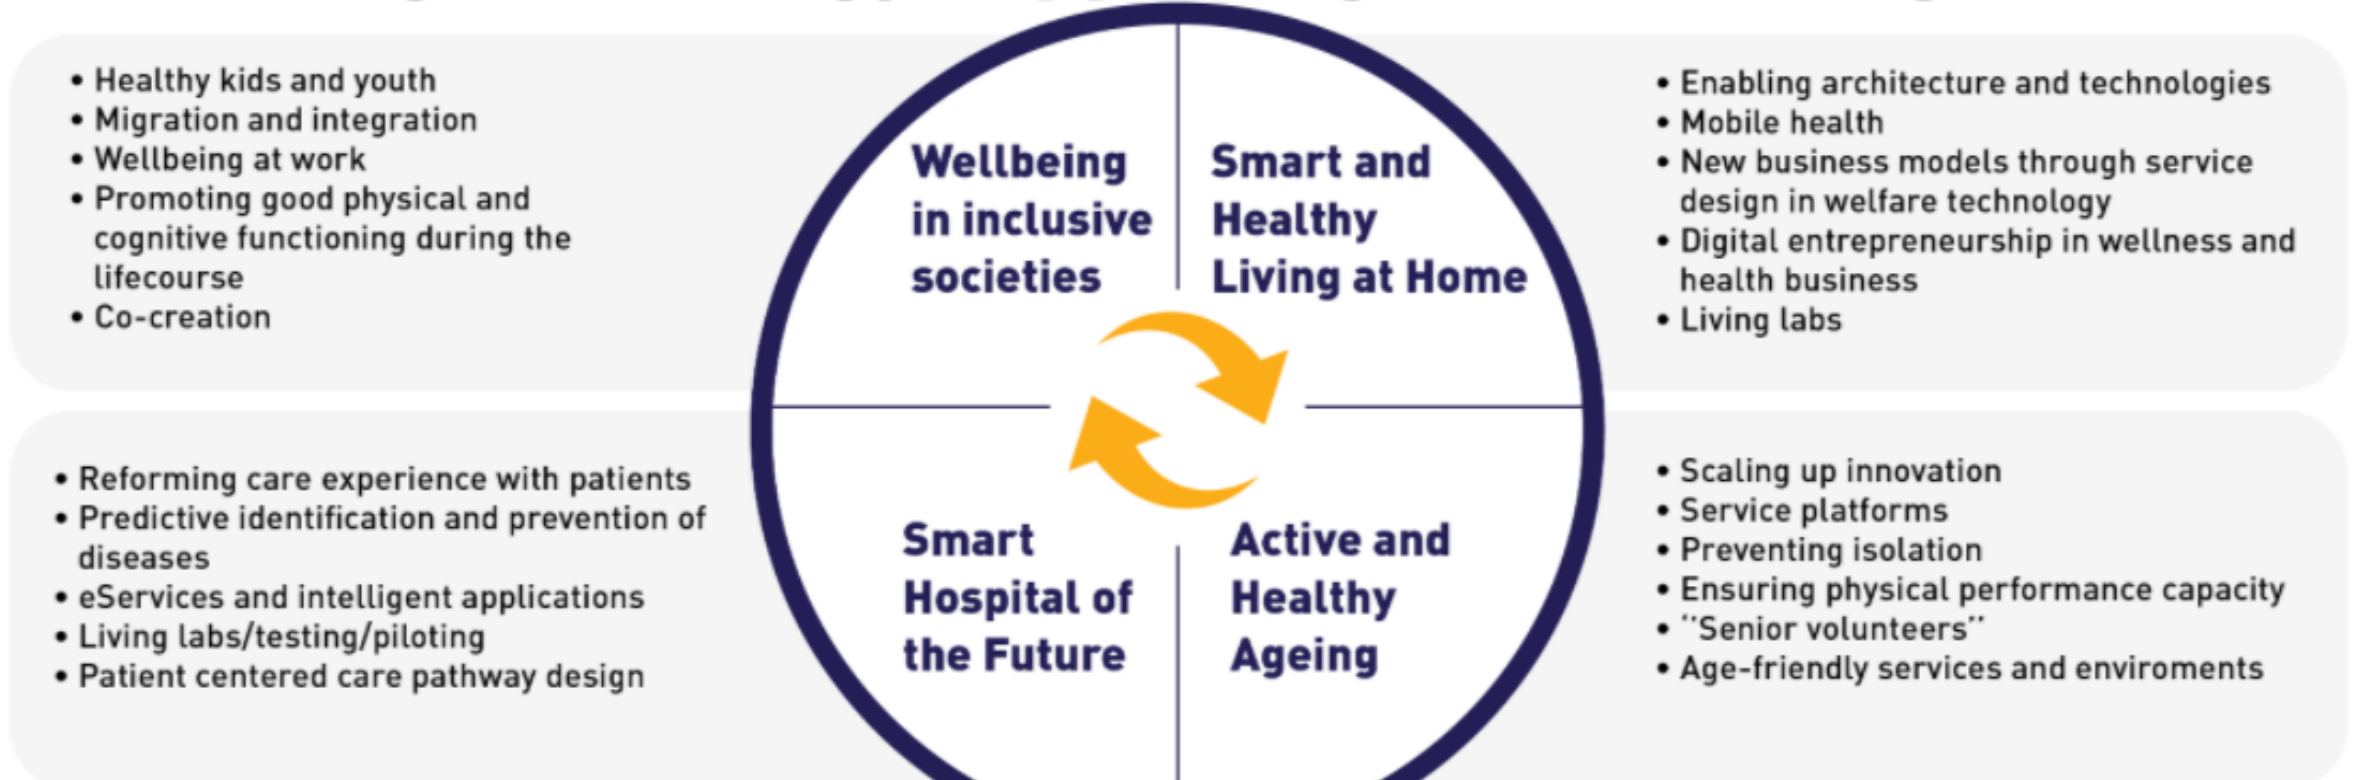 • Healthy kids and youth
• Migration and integration
• Wellbeing at work
• Promoting good physical and
cognitive functioning during the
lifecourse
• Co-creation
Wellbeing
in inclusive
societies
Smart and
Healthy
Living at Home
• Enabling architecture and technologies
• Mobile health
• New business models through service
design in welfare technology
• Digital entrepreneurship in wellness and
health business
• Living labs
• Reforming care experience with patients
• Predictive identification and prevention of
diseases
• eServices and intelligent applications
• Living labs/testing/piloting
• Patient centered care pathway design
Smart
Hospital of
the Future
Active and
Healthy
Ageing
• Scaling up innovation
• Service platforms
• Preventing isolation
• Ensuring physical performance capacity
• “Senior volunteers”
• Age-friendly services and enviroments